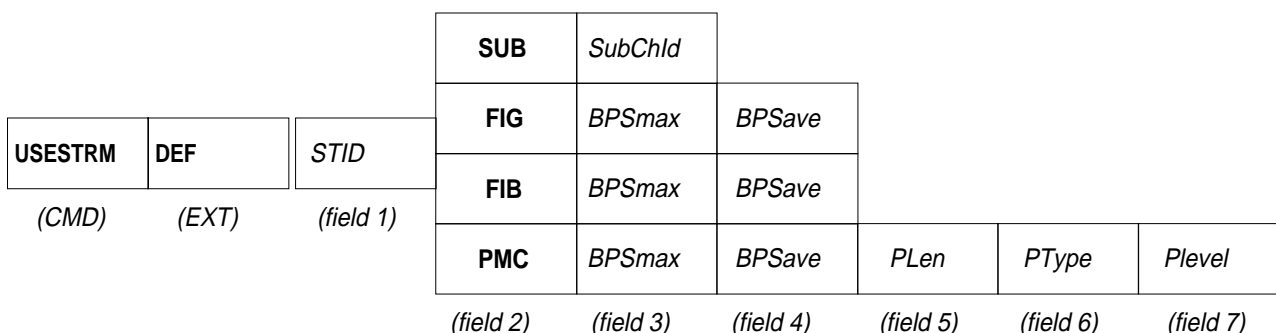 SUB SubChId
FIG BPSmax BPSave
USESTRM DEF STID
FIB BPSmax BPSave
(CMD) (EXT) (field 1)
PMC BPSmax BPSave PLen PType Plevel
(field 2) (field 3) (field 4) (field 5) (field 6) (field 7)